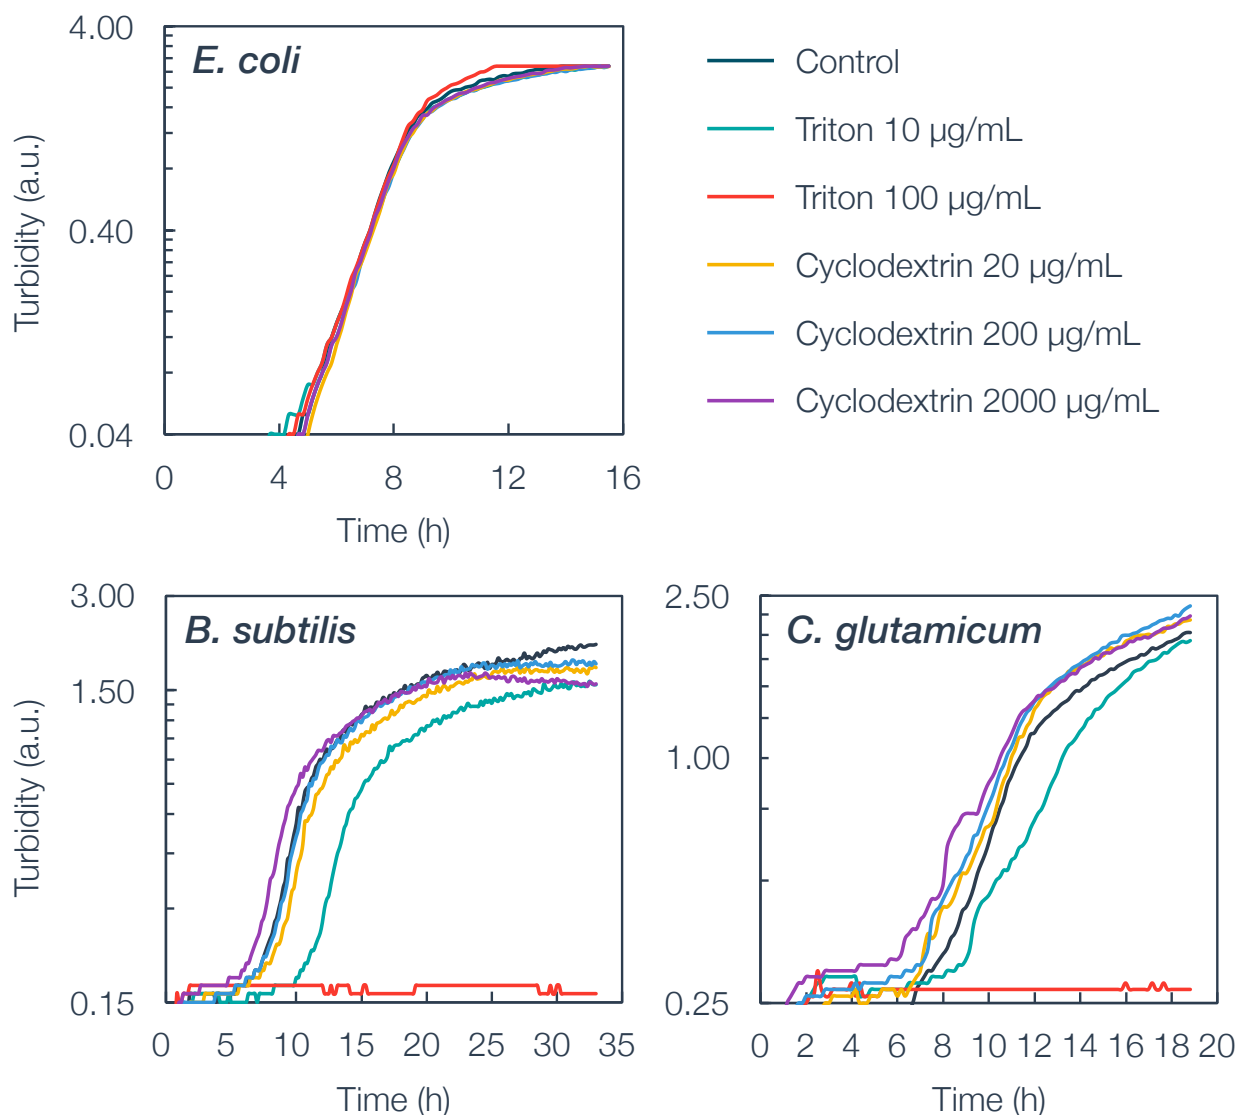 4.00
E. coli
0.40
0.04
Turbidity (a.u.)
0 4 8 12 16
Time (h)
Control
Triton 10 µg/mL
Triton 100 µg/mL
Cyclodextrin 20 µg/mL
Cyclodextrin 200 µg/mL
Cyclodextrin 2000 µg/mL
3.00
B. subtilis
1.50
0.15
Turbidity (a.u.)
0 5 10 15 20 25 30 35
Time (h)
2.50
C. glutamicum
1.00
0.25
0 2 4 6 8 10 12 14 16 18 20
Time (h)